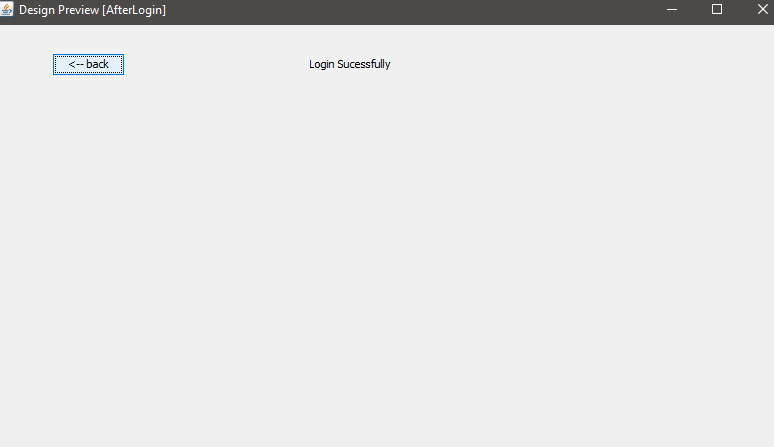 Design Preview [AfterLogin]
<-- back
Login Sucessfully